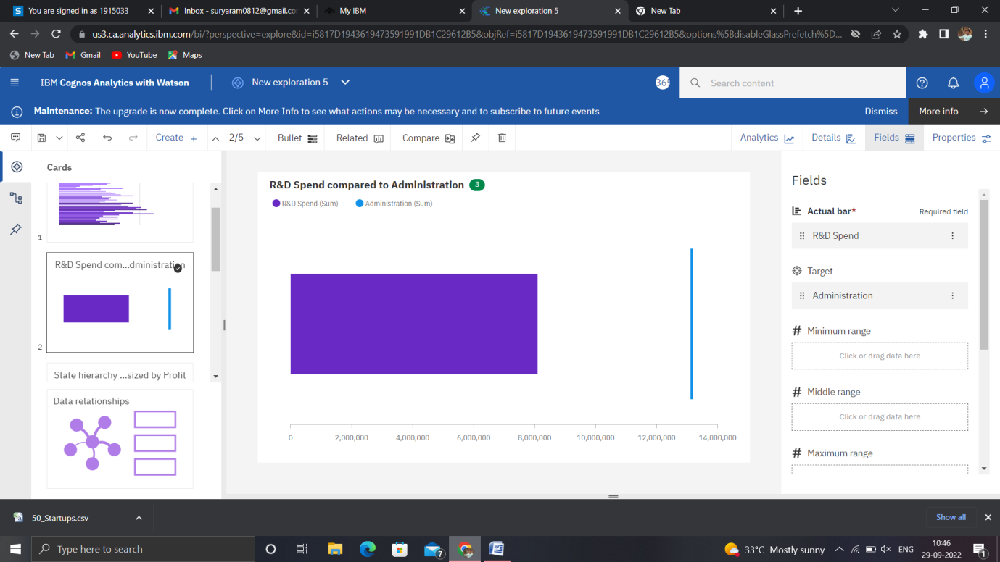 You are signed in as 1915033
Inbox - suryaram0812@gmail.co
My IBM
New exploration 5
New Tab
us3.ca.analytics.ibm.com/bi/?perspective=explore&id=i5817D1943619473591991DB1C29612B5&objRef=i5817D1943619473591991DB1C29612B5&options%5BdisableGlassPrefetch%5D...
New Tab
Gmail
YouTube
Maps
IBM Cognos Analytics with Watson
New exploration 5
365
Search content
Maintenance: The upgrade is now complete. Click on More Info to see what actions may be necessary and to subscribe to future events
Dismiss
More info
Create
2/5
Bullet
Related
Compare
Analytics
Details
Fields
Properties
Cards
1
R&D Spend com...dministration
2
State hierarchy ...sized by Profit
Data relationships
R&D Spend compared to Administration 3
R&D Spend (Sum)
Administration (Sum)
0
2,000,000
4,000,000
6,000,000
8,000,000
10,000,000
12,000,000
14,000,000
Fields
Actual bar*
Required field
R&D Spend
Target
Administration
Minimum range
Click or drag data here
Middle range
Click or drag data here
Maximum range
50_Startups.csv
Show all
Type here to search
7
33°C Mostly sunny
ENG
10:46
29-09-2022
1